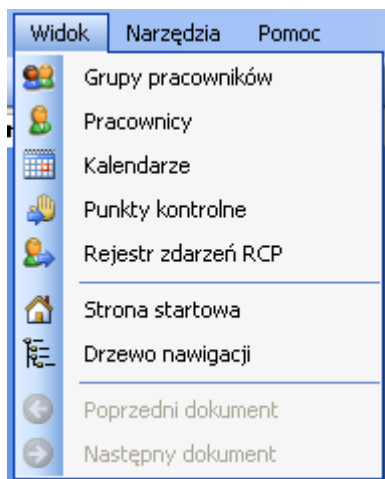 Widok Narzędzia Pomoc
Grupy pracowników
Pracownicy
Kalendarze
Punkty kontrolne
Rejestr zdarzeń RCP
Strona startowa
Drzewo nawigacji
Poprzedni dokument
Następny dokument